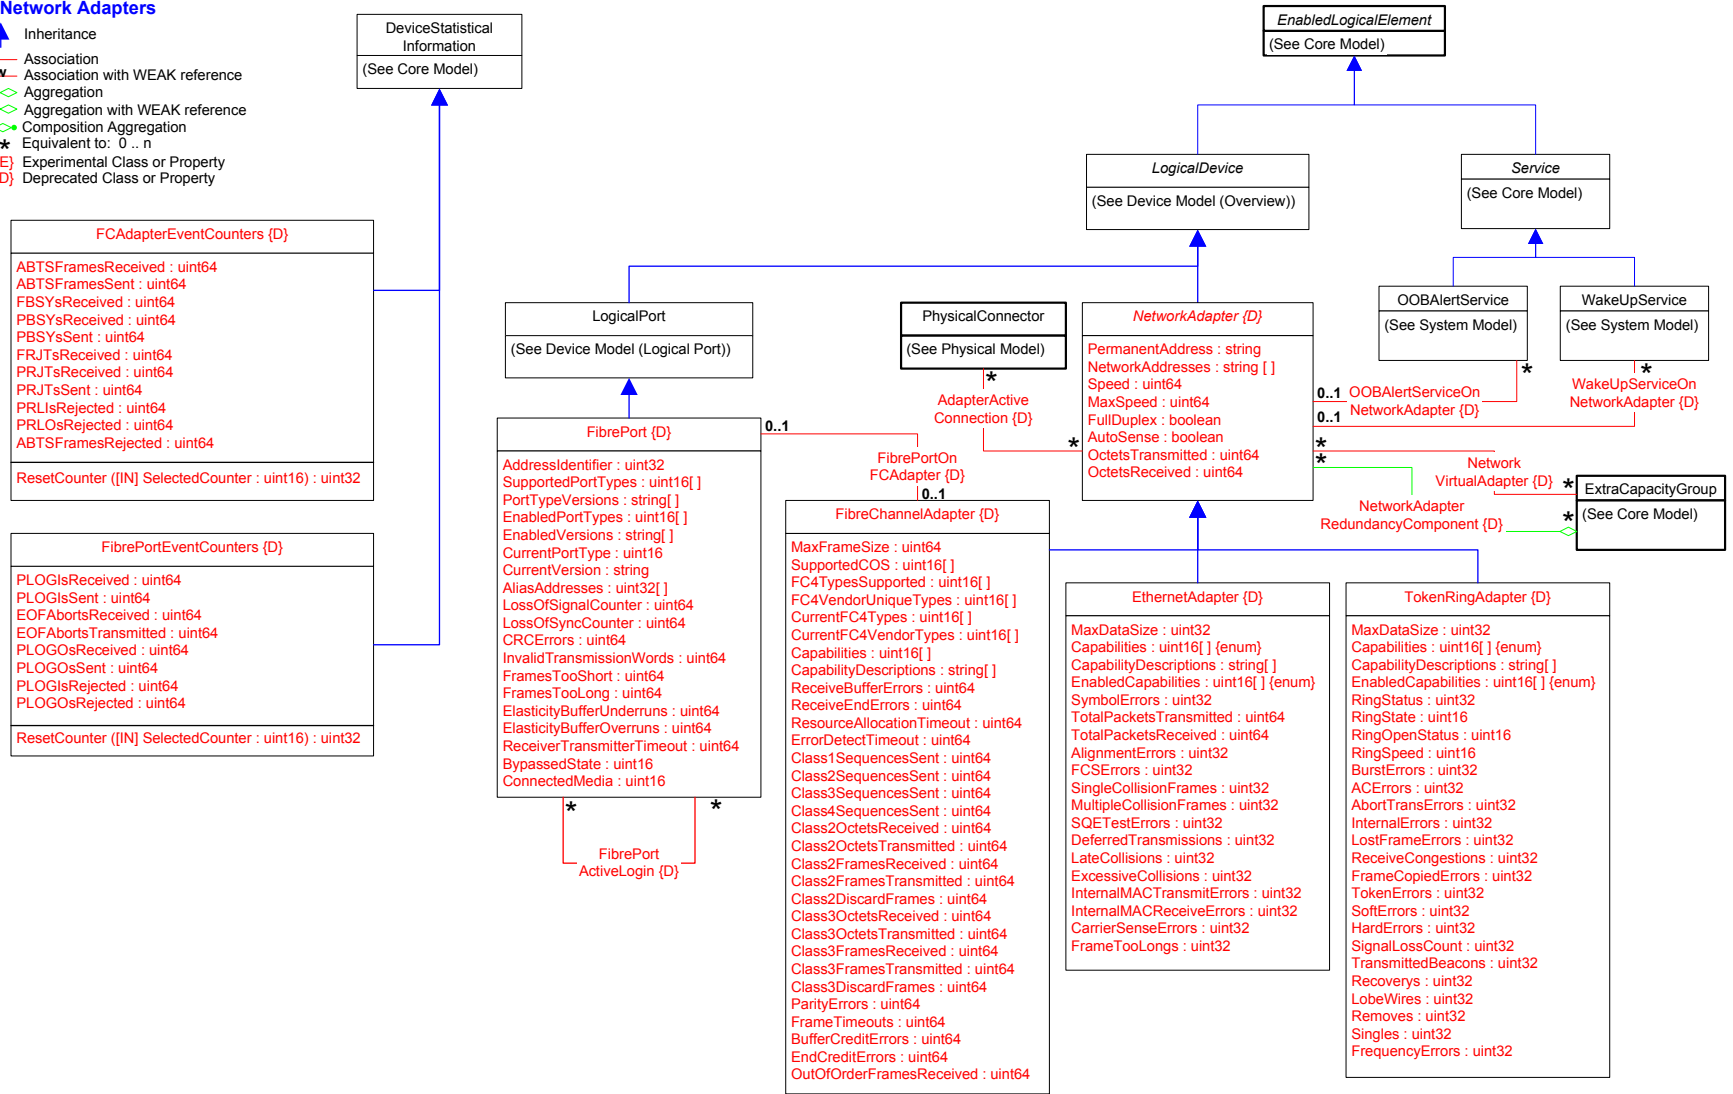 Network Adapters
Inheritance
Association
w Association with WEAK reference
Aggregation
Aggregation with WEAK reference
Composition Aggregation
* Equivalent to: 0 .. n
E} Experimental Class or Property
D} Deprecated Class or Property
DeviceStatistical
Information
(See Core Model)
EnabledLogicalElement
(See Core Model)
LogicalDevice
(See Device Model (Overview))
Service
(See Core Model)
FCAdapterEventCounters {D}
ABTSFramesReceived : uint64
ABTSFramesSent : uint64
FBSYsReceived : uint64
PBSYsReceived : uint64
PBSYsSent : uint64
FRJTsReceived : uint64
PRJTsReceived : uint64
PRJTsSent : uint64
PRLIsRejected : uint64
PRLOsRejected : uint64
ABTSFramesRejected : uint64
ResetCounter ([IN] SelectedCounter : uint16) : uint32
FibrePortEventCounters {D}
PLOGIsReceived : uint64
PLOGIsSent : uint64
EOFAbortsReceived : uint64
EOFAbortsTransmitted : uint64
PLOGOsReceived : uint64
PLOGOsSent : uint64
PLOGIsRejected : uint64
PLOGOsRejected : uint64
ResetCounter ([IN] SelectedCounter : uint16) : uint32
LogicalPort
(See Device Model (Logical Port))
PhysicalConnector
(See Physical Model)
*
AdapterActive
Connection {D}
*
NetworkAdapter {D}
PermanentAddress : string
NetworkAddresses : string [ ]
Speed : uint64
MaxSpeed : uint64
FullDuplex : boolean
AutoSense : boolean
OctetsTransmitted : uint64
OctetsReceived : uint64
OOBAlertService
(See System Model)
*
WakeUpService
(See System Model)
*
0..1 OOBAlertServiceOn
NetworkAdapter {D}
0..1
WakeUpServiceOn
NetworkAdapter {D}
*
*
Network
VirtualAdapter {D} *
NetworkAdapter
RedundancyComponent {D}
*
ExtraCapacityGroup
(See Core Model)
FibrePort {D}
AddressIdentifier : uint32
SupportedPortTypes : uint16[ ]
PortTypeVersions : string[ ]
EnabledPortTypes : uint16[ ]
EnabledVersions : string[ ]
CurrentPortType : uint16
CurrentVersion : string
AliasAddresses : uint32[ ]
LossOfSignalCounter : uint64
LossOfSyncCounter : uint64
CRCErrors : uint64
InvalidTransmissionWords : uint64
FramesTooShort : uint64
FramesTooLong : uint64
ElasticityBufferUnderruns : uint64
ElasticityBufferOverruns : uint64
ReceiverTransmitterTimeout : uint64
BypassedState : uint16
ConnectedMedia : uint16
*
*
FibrePort
ActiveLogin {D}
0..1
FibrePortOn
FCAdapter {D}
0..1
FibreChannelAdapter {D}
MaxFrameSize : uint64
SupportedCOS : uint16[ ]
FC4TypesSupported : uint16[ ]
FC4VendorUniqueTypes : uint16[ ]
CurrentFC4Types : uint16[ ]
CurrentFC4VendorTypes : uint16[ ]
Capabilities : uint16[ ]
CapabilityDescriptions : string[ ]
ReceiveBufferErrors : uint64
ReceiveEndErrors : uint64
ResourceAllocationTimeout : uint64
ErrorDetectTimeout : uint64
Class1SequencesSent : uint64
Class2SequencesSent : uint64
Class3SequencesSent : uint64
Class4SequencesSent : uint64
Class2OctetsReceived : uint64
Class2OctetsTransmitted : uint64
Class2FramesReceived : uint64
Class2FramesTransmitted : uint64
Class2DiscardFrames : uint64
Class3OctetsReceived : uint64
Class3OctetsTransmitted : uint64
Class3FramesReceived : uint64
Class3FramesTransmitted : uint64
Class3DiscardFrames : uint64
ParityErrors : uint64
FrameTimeouts : uint64
BufferCreditErrors : uint64
EndCreditErrors : uint64
OutOfOrderFramesReceived : uint64
EthernetAdapter {D}
MaxDataSize : uint32
Capabilities : uint16[ ] {enum}
CapabilityDescriptions : string[ ]
EnabledCapabilities : uint16[ ] {enum}
SymbolErrors : uint32
TotalPacketsTransmitted : uint64
TotalPacketsReceived : uint64
AlignmentErrors : uint32
FCSErrors : uint32
SingleCollisionFrames : uint32
MultipleCollisionFrames : uint32
SQETestErrors : uint32
DeferredTransmissions : uint32
LateCollisions : uint32
ExcessiveCollisions : uint32
InternalMACTransmitErrors : uint32
InternalMACReceiveErrors : uint32
CarrierSenseErrors : uint32
FrameTooLongs : uint32
TokenRingAdapter {D}
MaxDataSize : uint32
Capabilities : uint16[ ] {enum}
CapabilityDescriptions : string[ ]
EnabledCapabilities : uint16[ ] {enum}
RingStatus : uint32
RingState : uint16
RingOpenStatus : uint16
RingSpeed : uint16
BurstErrors : uint32
ACErrors : uint32
AbortTransErrors : uint32
InternalErrors : uint32
LostFrameErrors : uint32
ReceiveCongestions : uint32
FrameCopiedErrors : uint32
TokenErrors : uint32
SoftErrors : uint32
HardErrors : uint32
SignalLossCount : uint32
TransmittedBeacons : uint32
Recoverys : uint32
LobeWires : uint32
Removes : uint32
Singles : uint32
FrequencyErrors : uint32